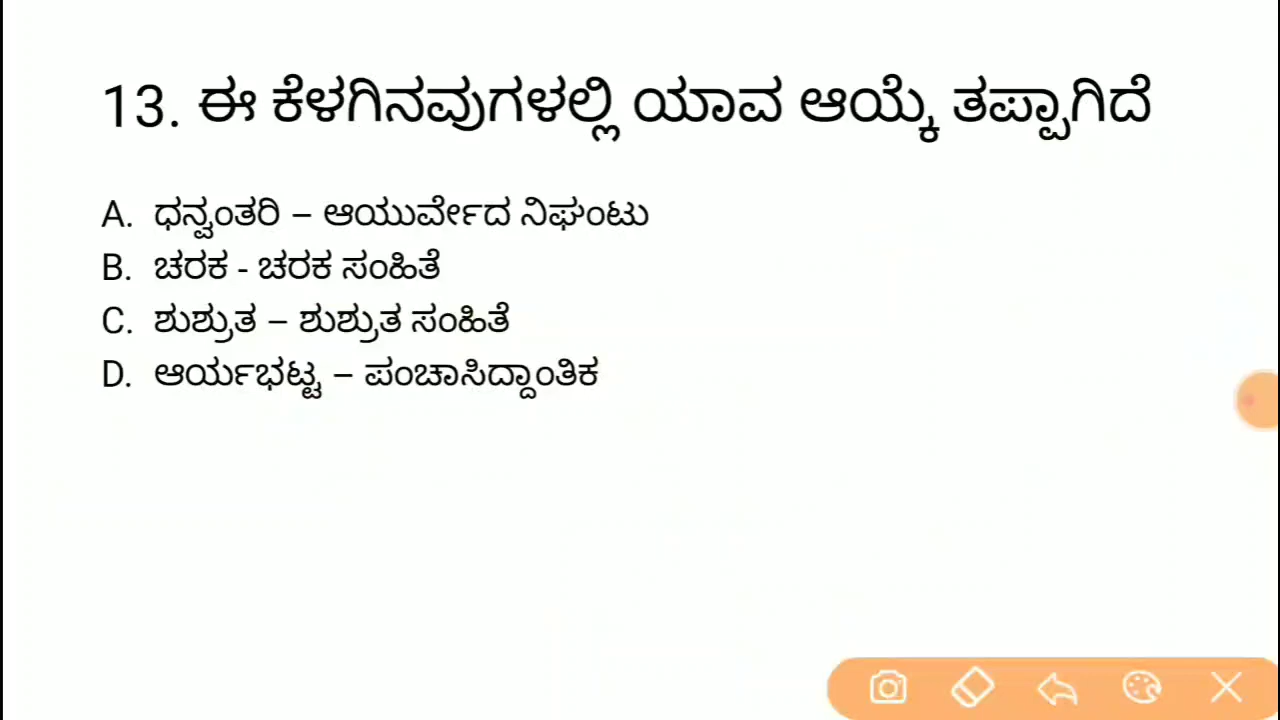 13. ಈ ಕೆಳಗಿನವುಗಳಲ್ಲಿ ಯಾವ ಆಯ್ಕೆ ತಪ್ಪಾಗಿದೆ
A. ಧನ್ವಂತರಿ – ಆಯುರ್ವೇದ ನಿಘಂಟು
B. ಚರಕ - ಚರಕ ಸಂಹಿತೆ
C. ಶುಶ್ರುತ – ಶುಶ್ರುತ ಸಂಹಿತೆ
D. ಆರ್ಯಭಟ್ಟ – ಪಂಚಾಸಿದ್ದಾಂತಿಕ